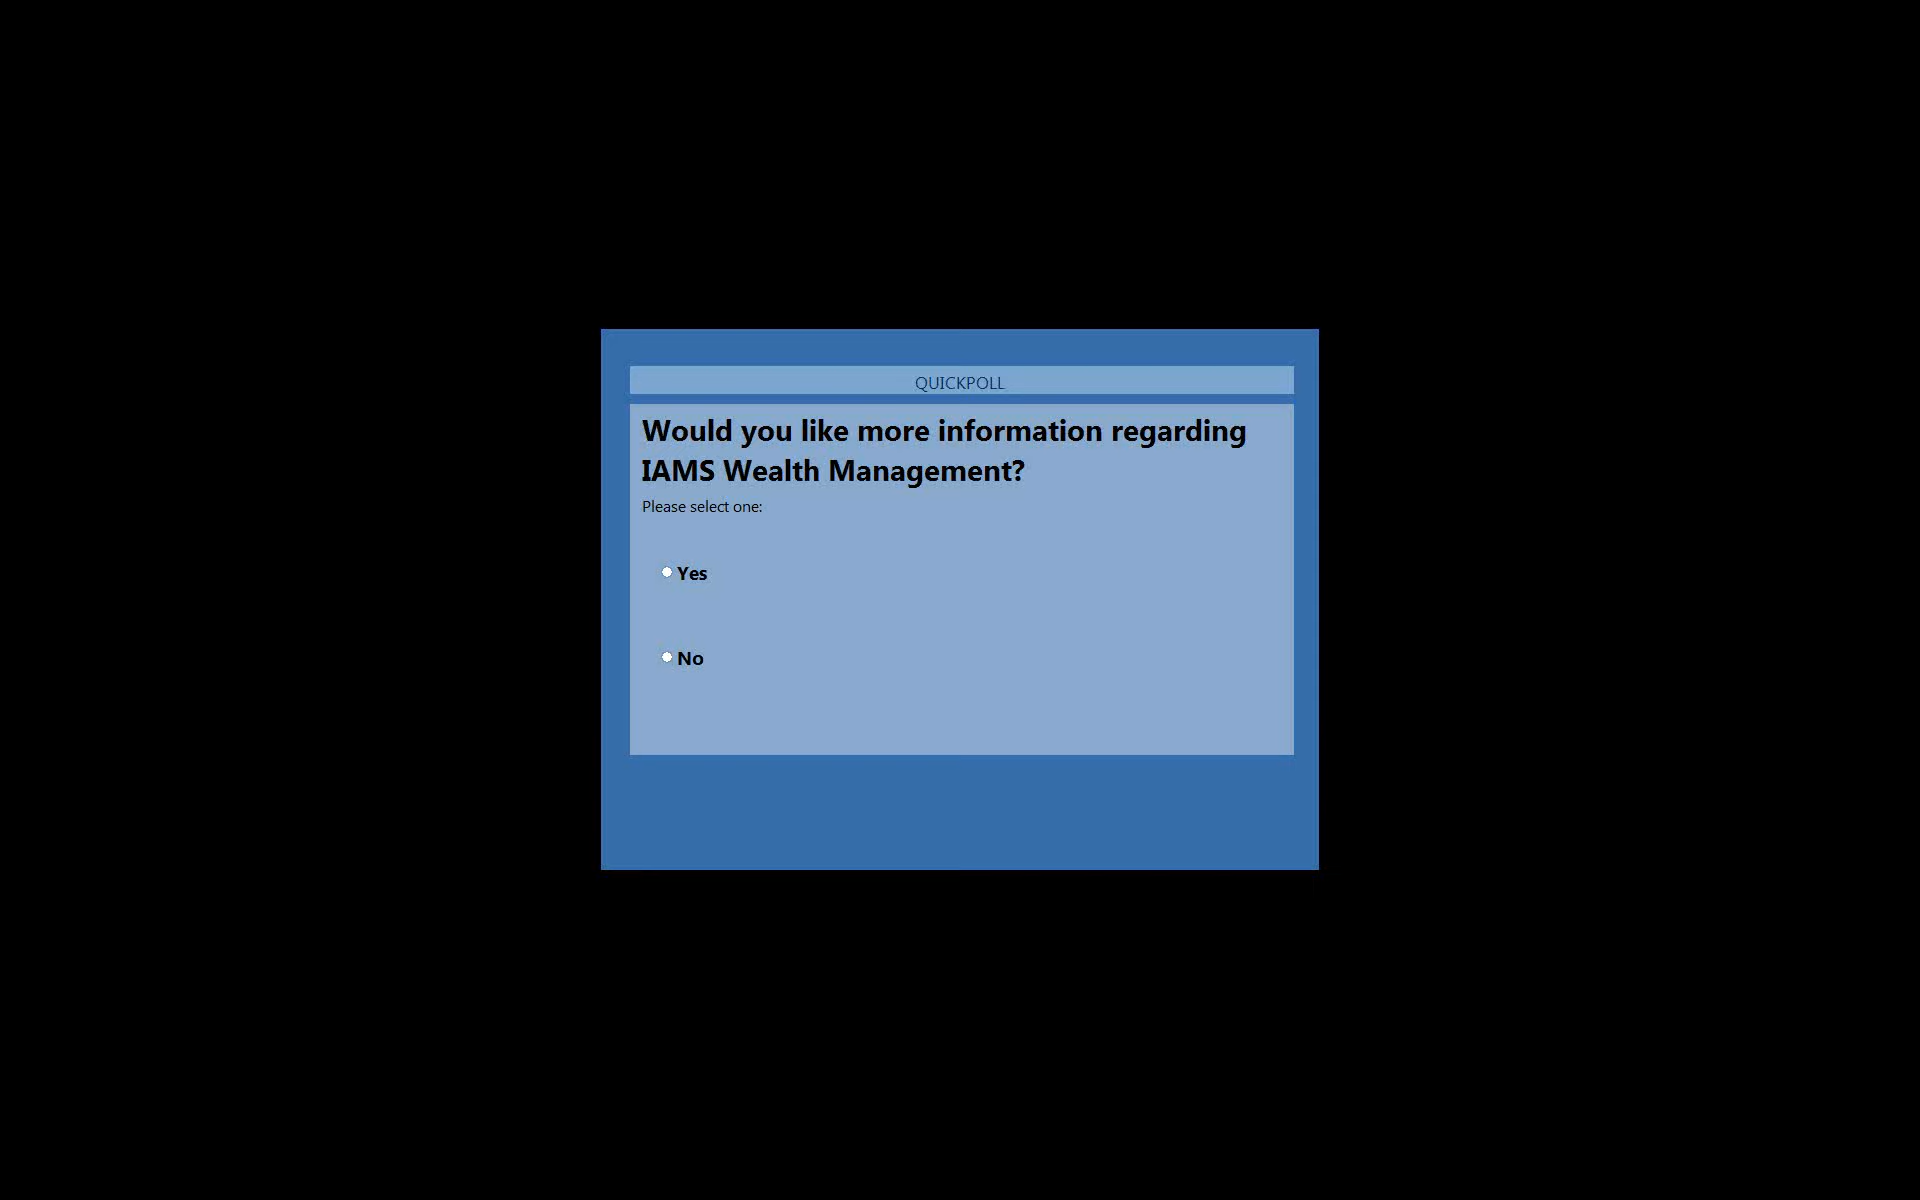 QUICKPOLL
Would you like more information regarding
IAMS Wealth Management?
Please select one:
Yes
No